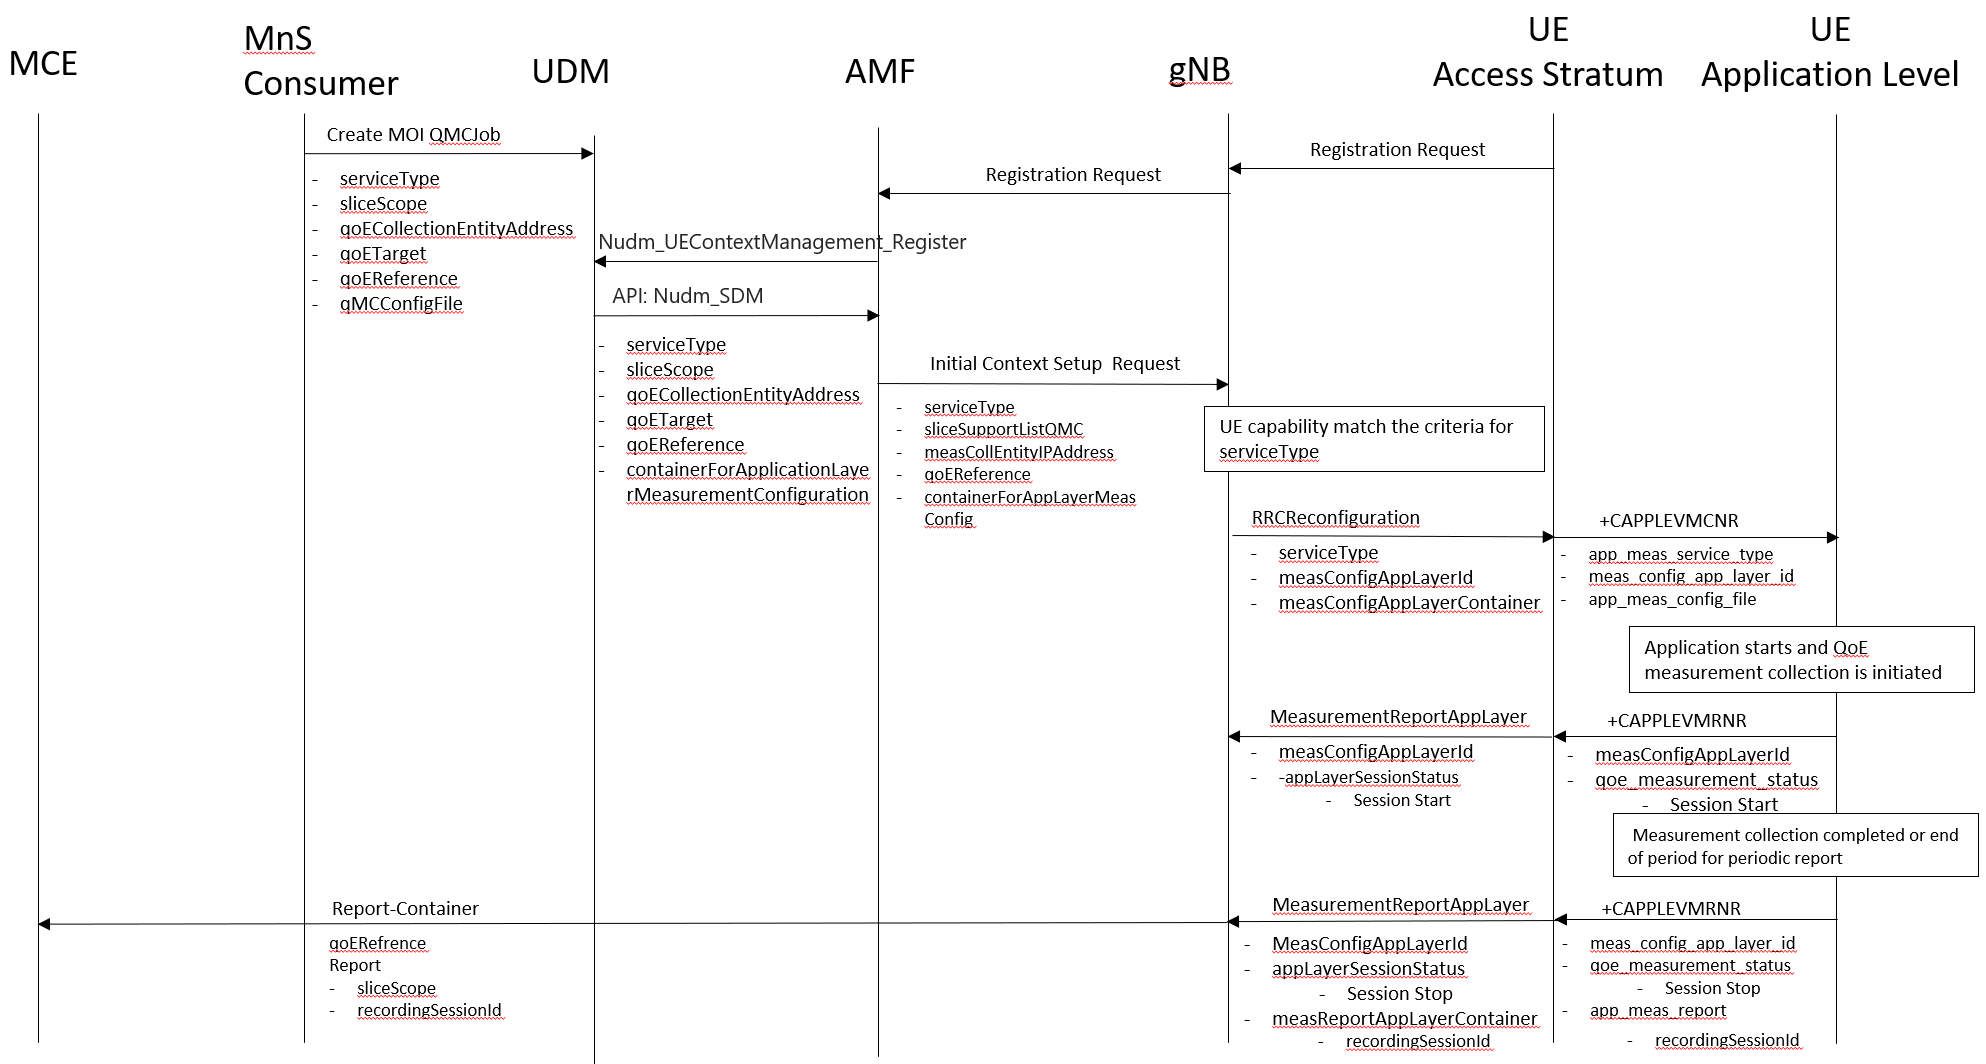 MCE
MnS
Consumer
UDM
AMF
gNB
UE
Access Stratum
UE
Application Level
Create MOI QMCJob
- serviceType
- sliceScope
- qoECollectionEntityAddress
- qoETarget
- qoEReference
- qMCConfigFile
Registration Request
Registration Request
Nudm_UEContextManagement_Register
API: Nudm_SDM
- serviceType
- sliceScope
- qoECollectionEntityAddress
- qoETarget
- qoEReference
- containerForApplicationLaye
rMeasurementConfiguration
Initial Context Setup Request
- serviceType
- sliceSupportListQMC
- measCollEntityIPAddress
- qoEReference
- containerForAppLayerMeas
Config
UE capability match the criteria for
serviceType
RRCReconfiguration
- serviceType
- measConfigAppLayerId
- measConfigAppLayerContainer
+CAPPLEVMCNR
- app_meas_service_type
- meas_config_app_layer_id
- app_meas_config_file
Application starts and QoE
measurement collection is initiated
+CAPPLEVMRNR
- measConfigAppLayerId
- qoe_measurement_status
- Session Start
MeasurementReportAppLayer
- measConfigAppLayerId
- -appLayerSessionStatus
- Session Start
Measurement collection completed or end
of period for periodic report
+CAPPLEVMRNR
- meas_config_app_layer_id
- qoe_measurement_status
- Session Stop
- app_meas_report
- recordingSessionId
MeasurementReportAppLayer
- MeasConfigAppLayerId
- appLayerSessionStatus
- Session Stop
- measReportAppLayerContainer
- recordingSessionId
Report-Container
qoERefrence
Report
- sliceScope
- recordingSessionId